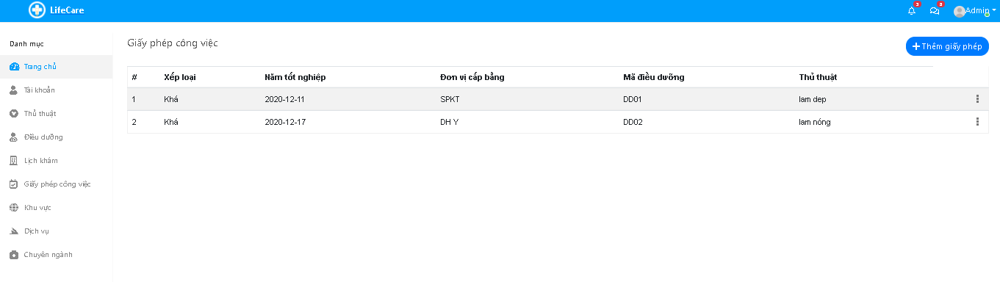 LifeCare
3
8
Admin
Danh mục
Trang chủ
Tài khoản
Thủ thuật
Điều dưỡng
Lịch khám
Giấy phép công việc
Khu vực
Dịch vụ
Chuyên ngành
Giấy phép công việc
Thêm giấy phép
# Xếp loại Năm tốt nghiệp Đơn vị cấp bằng Mã điều dưỡng Thủ thuật
1 Khá 2020-12-11 SPKT DD01 lam dep
2 Khá 2020-12-17 DH Y DD02 lam nóng